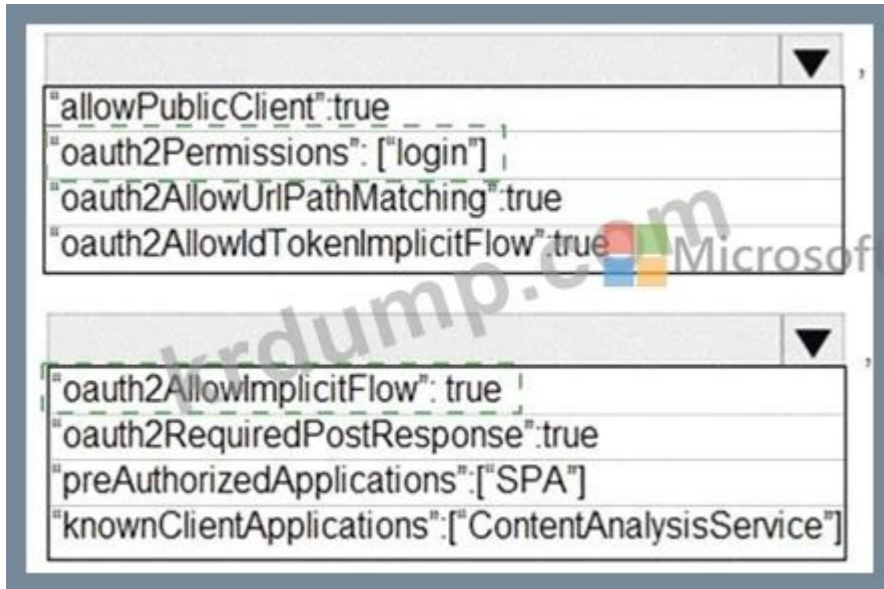 ,
"allowPublicClient":true
"oauth2Permissions": ["login"]
"oauth2AllowUrlPathMatching":true
"oauth2AllowIdTokenImplicitFlow":true
Microsoft
krdump.com
,
"oauth2AllowImplicitFlow": true
"oauth2RequiredPostResponse":true
"preAuthorizedApplications":["SPA"]
"knownClientApplications":["ContentAnalysisService"]